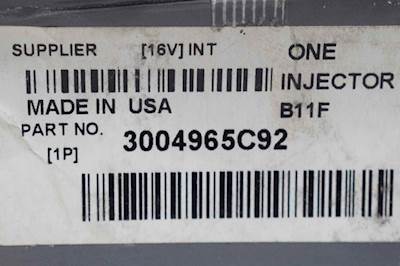 SUPPLIER [16V] INT ONE
INJECTOR
MADE IN USA B11F
PART NO. 3004965C92
[1P]